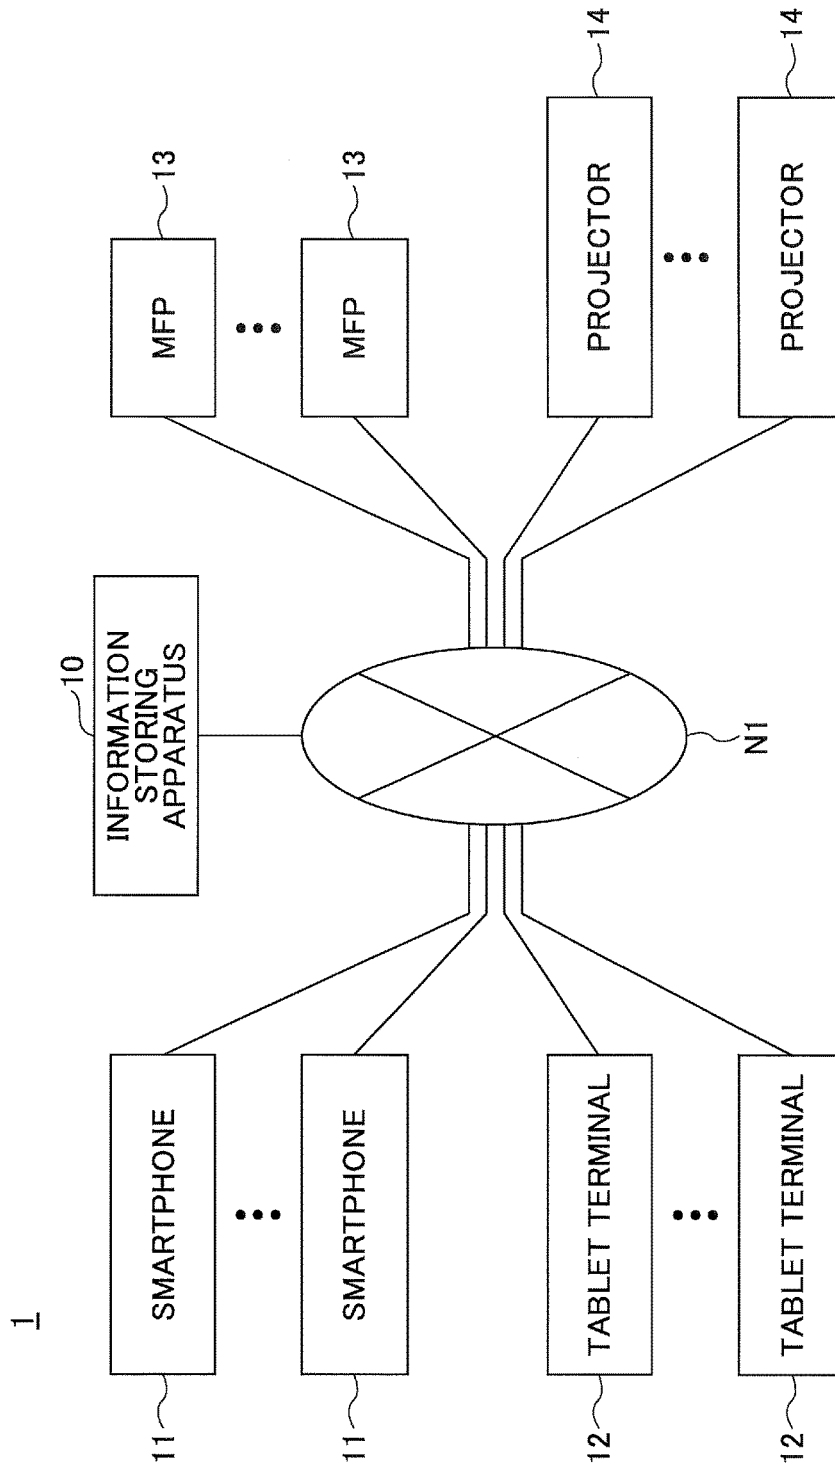 1
10
INFORMATION
STORING
APPARATUS
11
SMARTPHONE
MFP
13
11
SMARTPHONE
MFP
13
12
TABLET TERMINAL
PROJECTOR
14
12
TABLET TERMINAL
PROJECTOR
14
N1